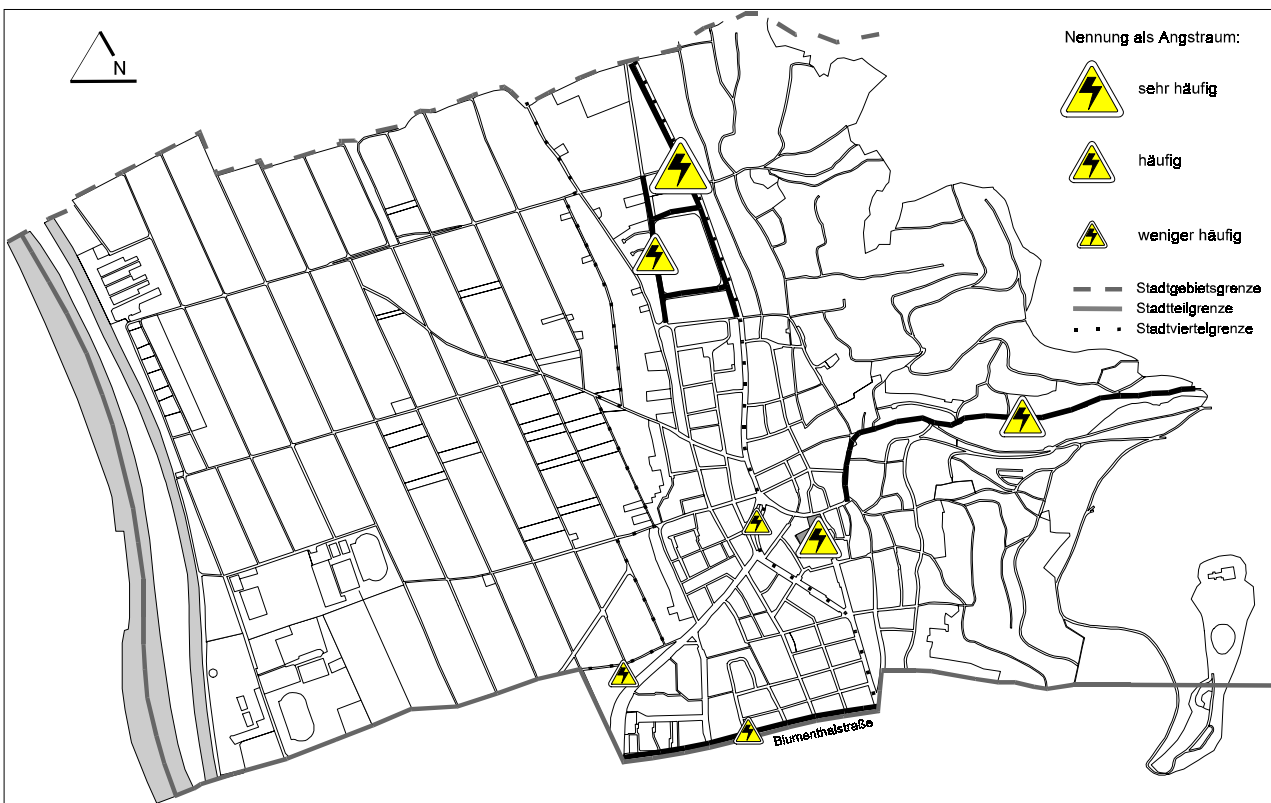 N
Nennung als Angstraum:
sehr häufig
häufig
weniger häufig
Stadtgebietsgrenze
Stadtteilgrenze
Stadtviertelgrenze
Blumenthalstraße